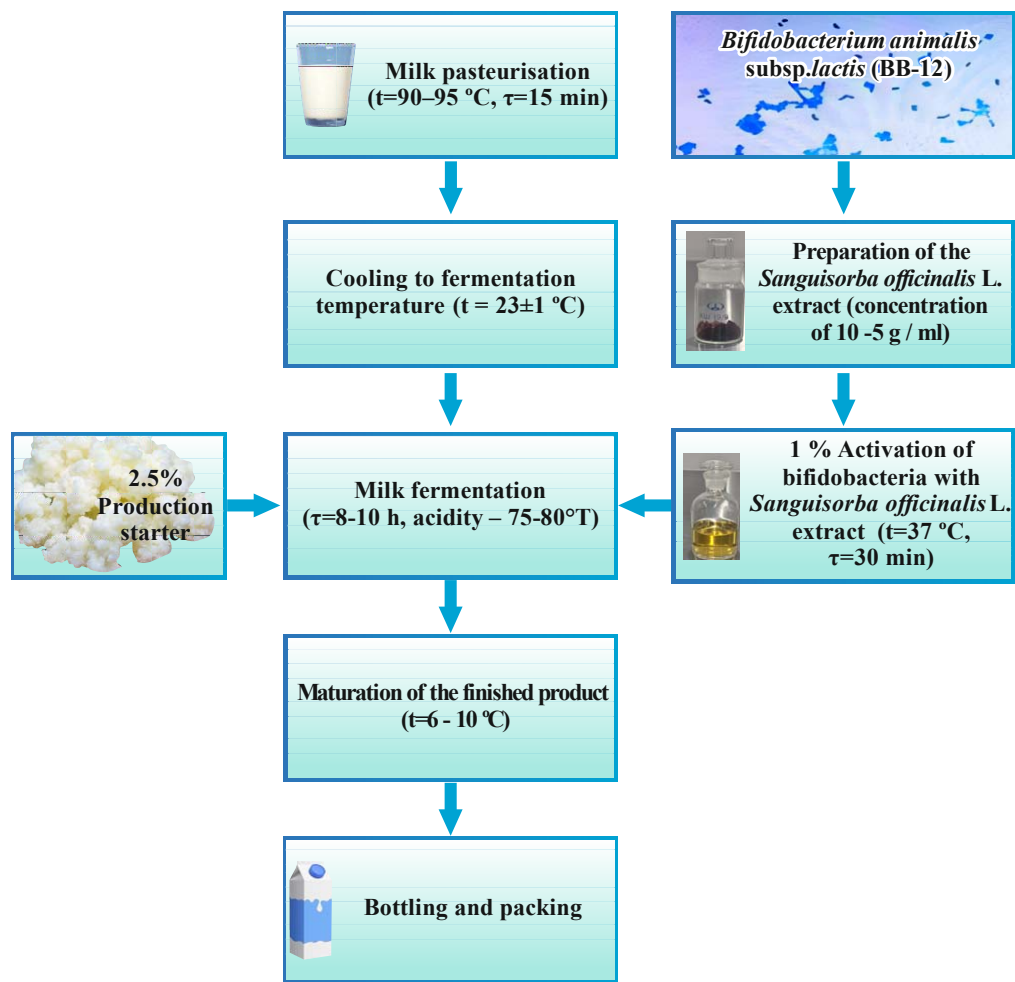 Milk pasteurisation
(t=90–95 ºC, τ=15 min)
Bifidobacterium animalis
subsp.lactis (BB-12)
Cooling to fermentation
temperature (t = 23±1 ºC)
Preparation of the
Sanguisorba officinalis L.
extract (concentration
of 10 -5 g / ml)
2.5%
Production
starter
Milk fermentation
(τ=8-10 h, acidity – 75-80°T)
1 % Activation of
bifidobacteria with
Sanguisorba officinalis L.
extract (t=37 ºC,
τ=30 min)
Maturation of the finished product
(t=6 - 10 ºC)
Bottling and packing